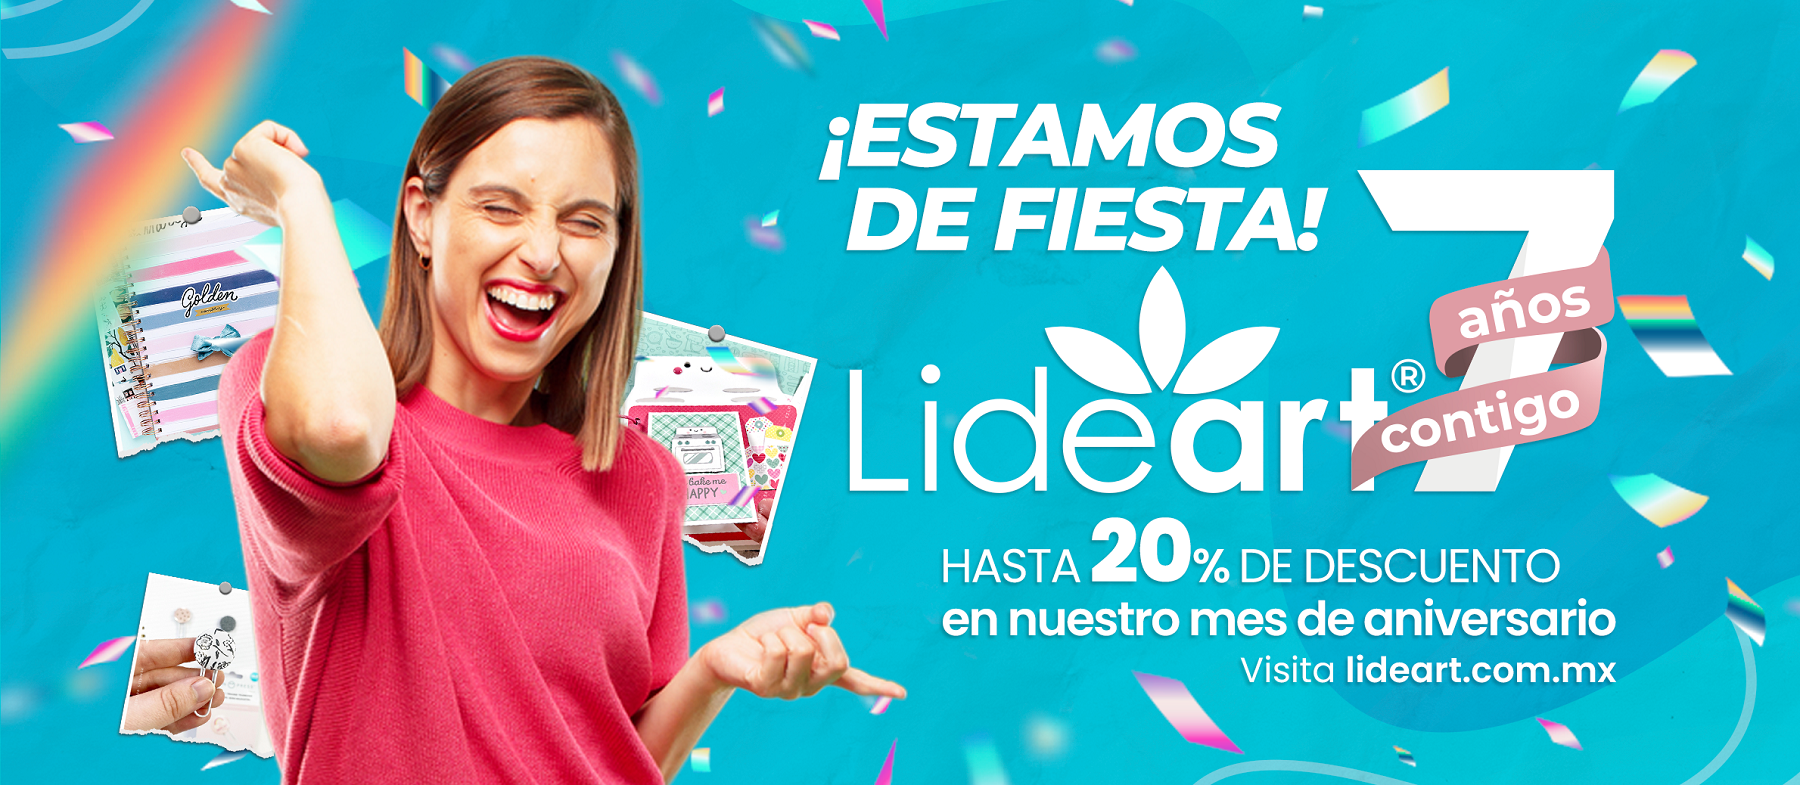 ¡ESTAMOS
DE FIESTA!
Lideart®
7
años
contigo
HASTA 20% DE DESCUENTO
en nuestro mes de aniversario
Visita lideart.com.mx
Golden
bake me
HAPPY